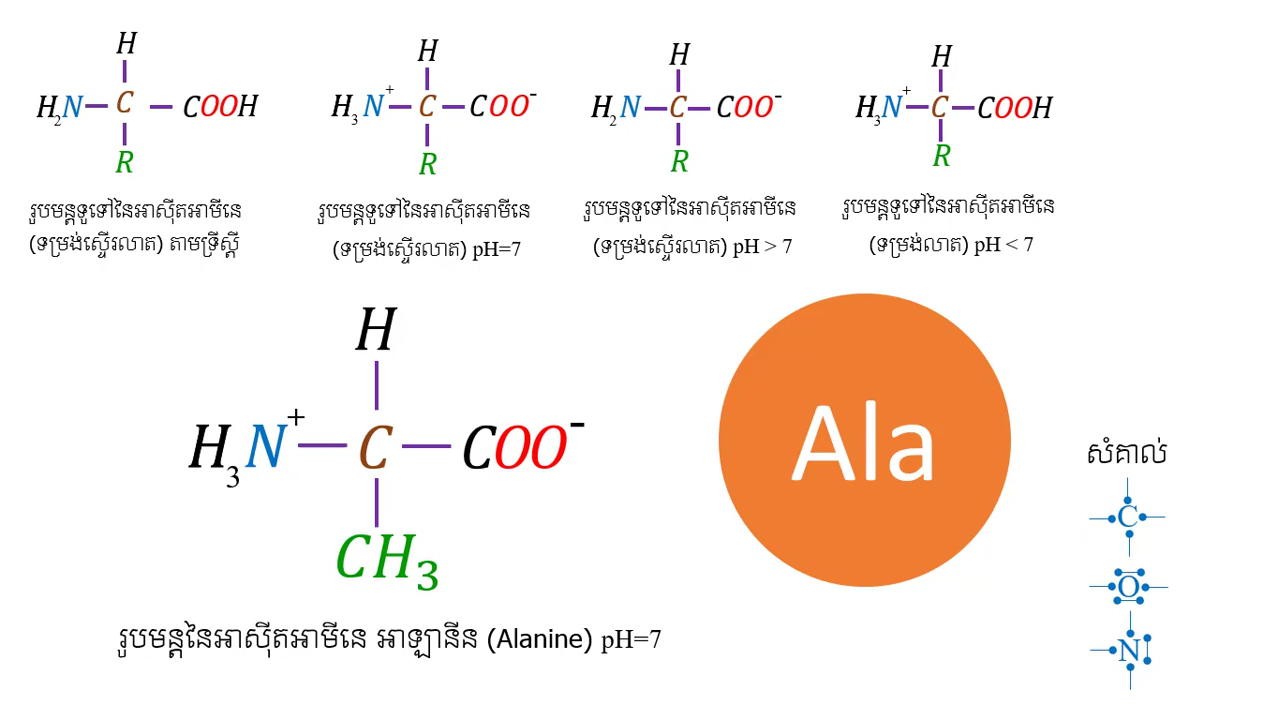 H
H₂N C COOH
R
រូបមន្តទូទៅនៃអាស៊ីតអាមីនេ
(ទម្រង់ស្ទើរលាត) តាមទ្រឹស្តី
H
H₃N⁺ C COO⁻
R
រូបមន្តទូទៅនៃអាស៊ីតអាមីនេ
(ទម្រង់ស្ទើរលាត) pH=7
H
H₂N C COO⁻
R
រូបមន្តទូទៅនៃអាស៊ីតអាមីនេ
(ទម្រង់ស្ទើរលាត) pH > 7
H
H₃N⁺ C COOH
R
រូបមន្តទូទៅនៃអាស៊ីតអាមីនេ
(ទម្រង់លាត) pH < 7
H
H₃N⁺ C COO⁻
CH₃
រូបមន្តនៃអាស៊ីតអាមីនេ អាឡានីន (Alanine) pH=7
Ala
សំគាល់
C
O
N